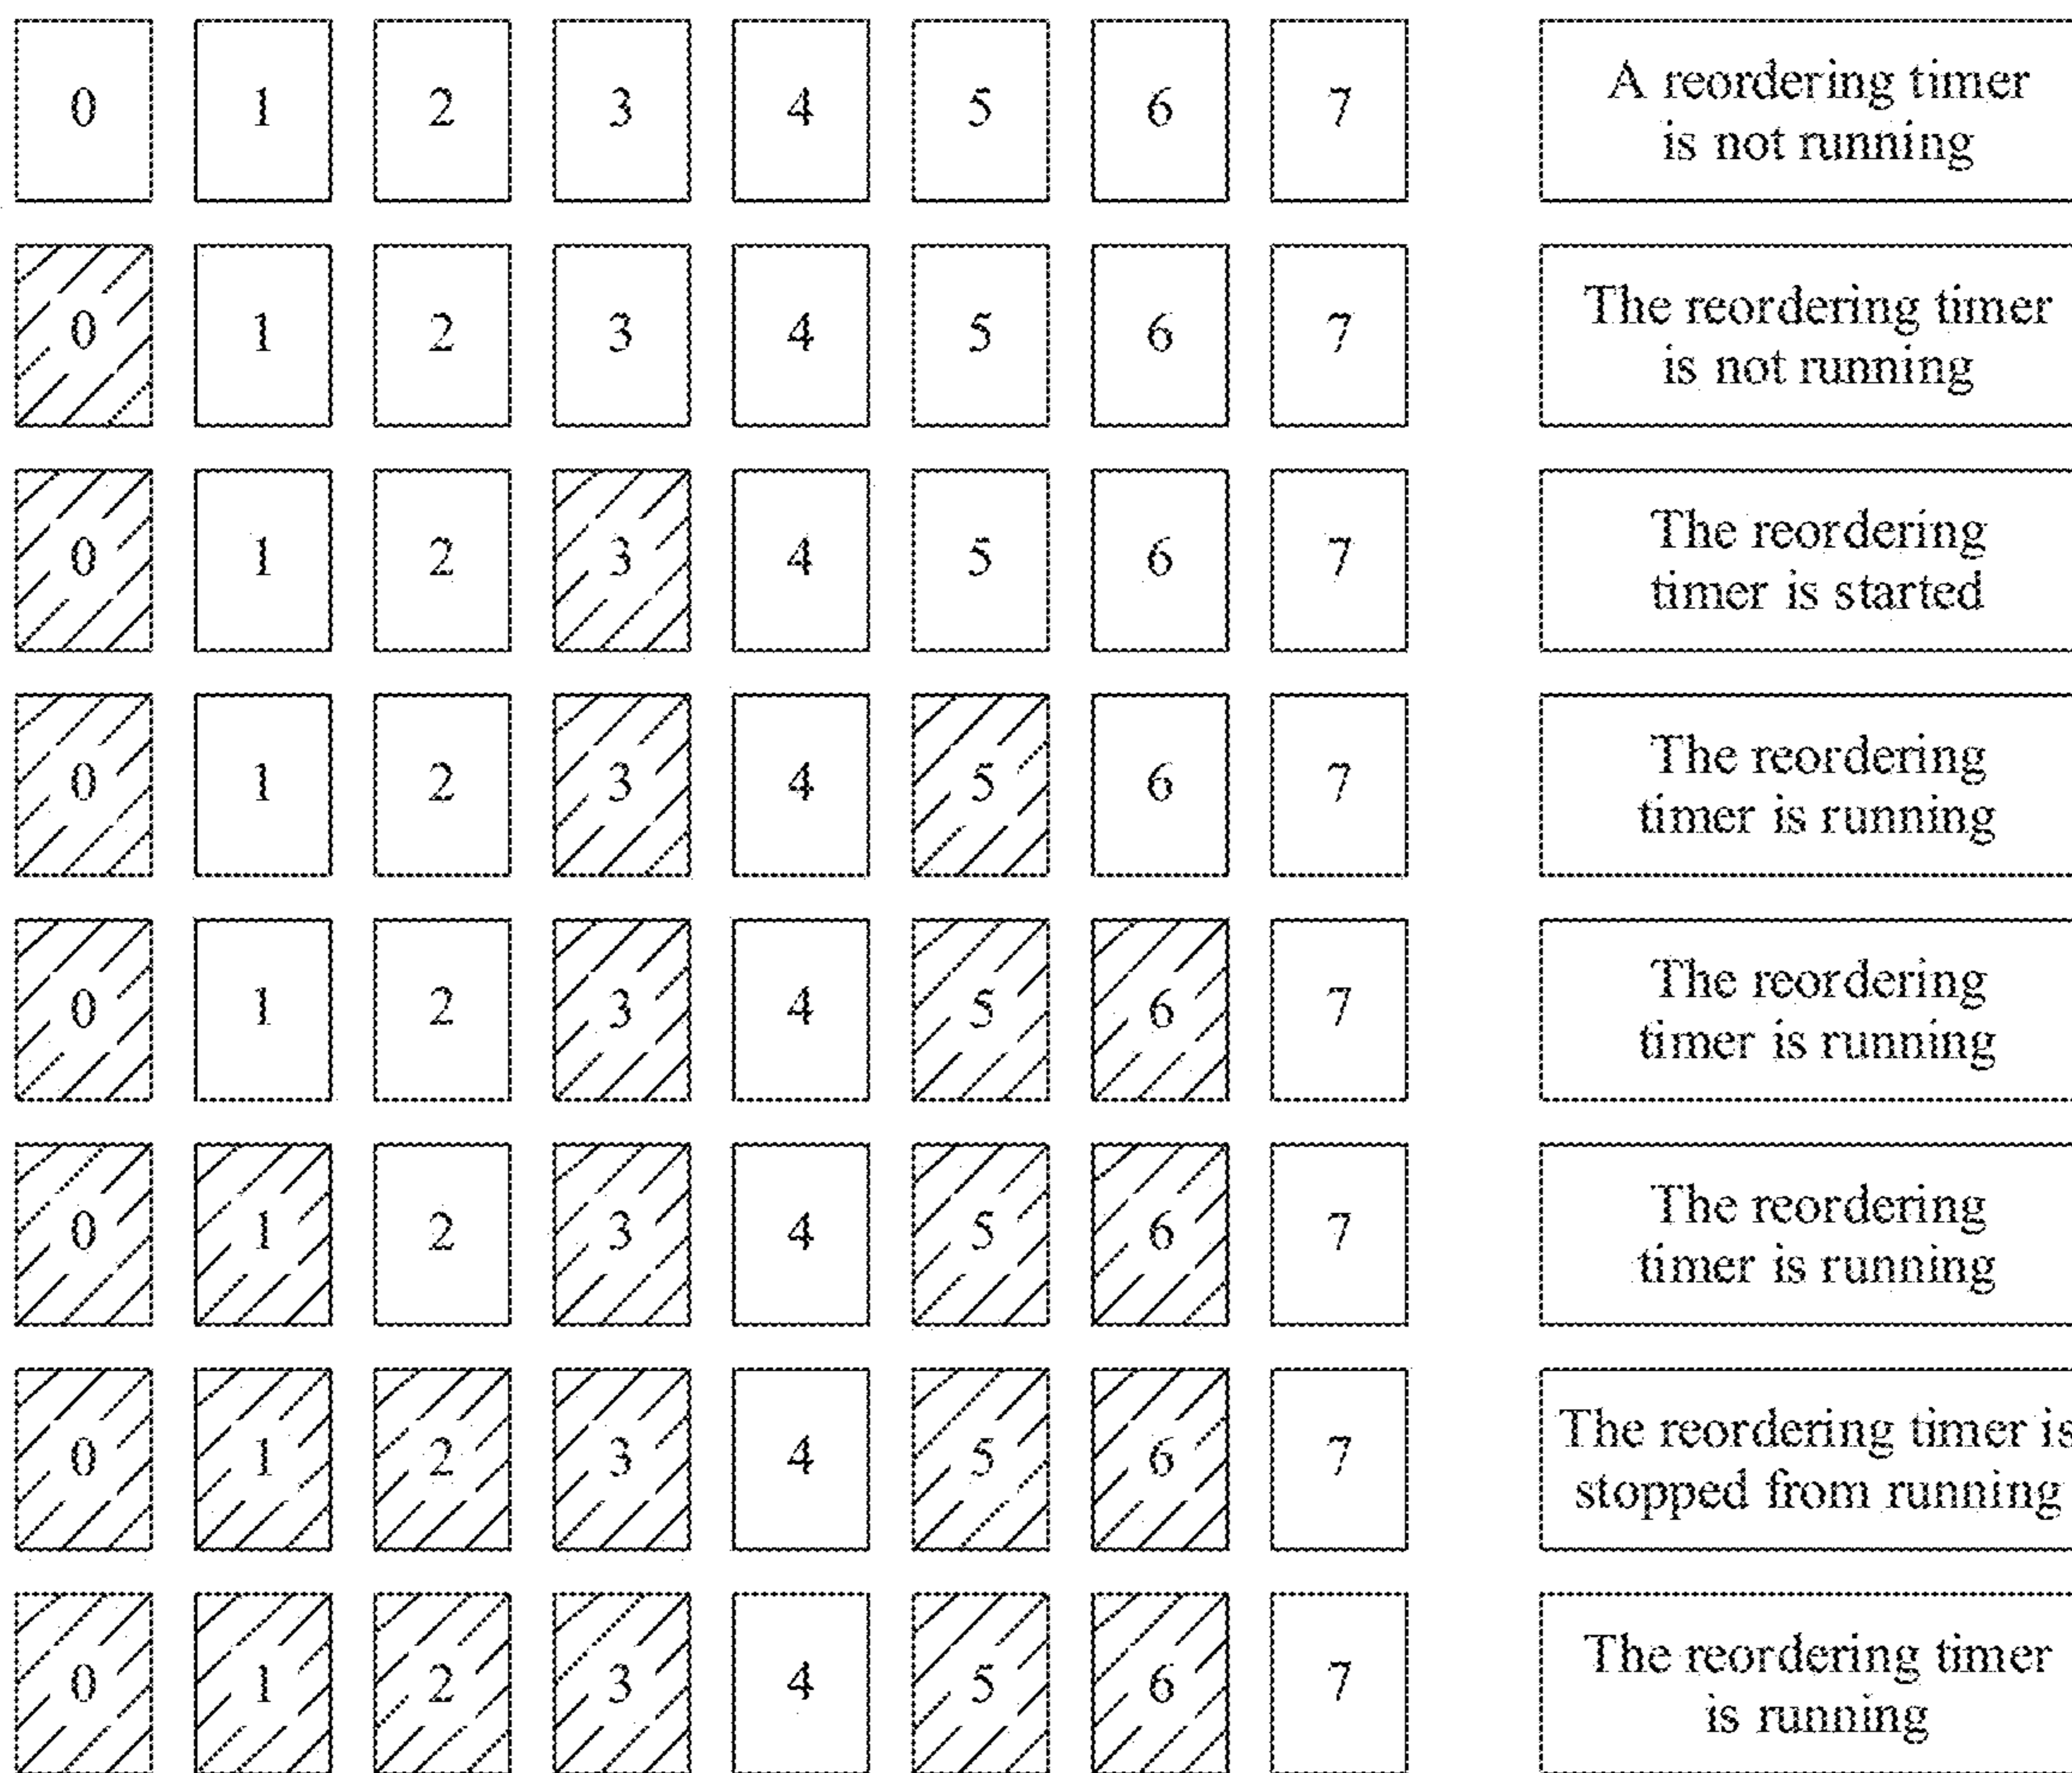 0 1 2 3 4 5 6 7 A reordering timer
is not running
0 1 2 3 4 5 6 7 The reordering timer
is not running
0 1 2 3 4 5 6 7 The reordering
timer is started
0 1 2 3 4 5 6 7 The reordering
timer is running
0 1 2 3 4 5 6 7 The reordering
timer is running
0 1 2 3 4 5 6 7 The reordering
timer is running
0 1 2 3 4 5 6 7 The reordering timer is
stopped from running
0 1 2 3 4 5 6 7 The reordering timer
is running